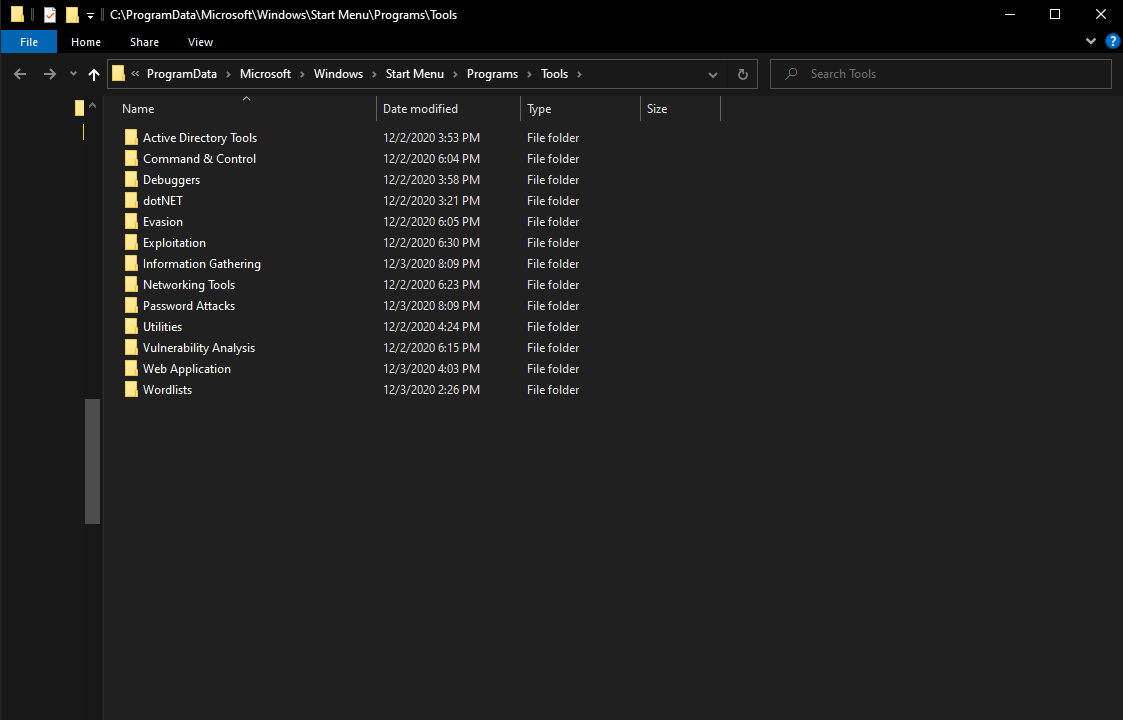 C:\ProgramData\Microsoft\Windows\Start Menu\Programs\Tools
File Home Share View ?
« ProgramData › Microsoft › Windows › Start Menu › Programs › Tools › Search Tools
Name Date modified Type Size
Active Directory Tools 12/2/2020 3:53 PM File folder
Command & Control 12/2/2020 6:04 PM File folder
Debuggers 12/2/2020 3:58 PM File folder
dotNET 12/2/2020 3:21 PM File folder
Evasion 12/2/2020 6:05 PM File folder
Exploitation 12/2/2020 6:30 PM File folder
Information Gathering 12/3/2020 8:09 PM File folder
Networking Tools 12/2/2020 6:23 PM File folder
Password Attacks 12/3/2020 8:09 PM File folder
Utilities 12/2/2020 4:24 PM File folder
Vulnerability Analysis 12/2/2020 6:15 PM File folder
Web Application 12/3/2020 4:03 PM File folder
Wordlists 12/3/2020 2:26 PM File folder